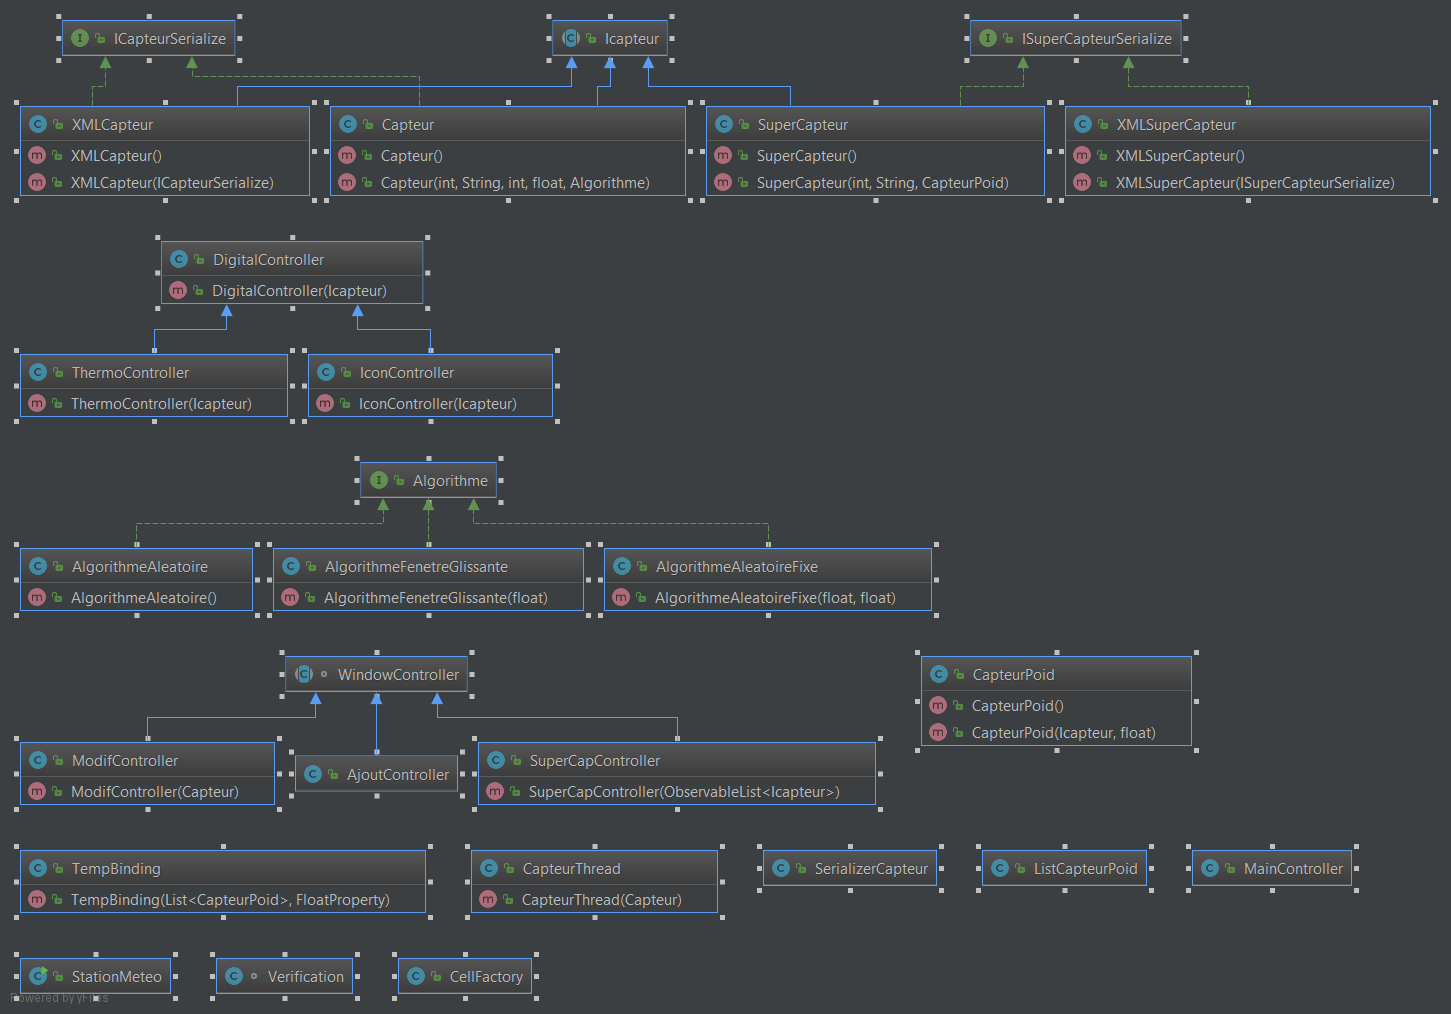 ICapteurSerialize
Icapteur
ISuperCapteurSerialize
XMLCapteur
XMLCapteur()
XMLCapteur(ICapteurSerialize)
Capteur
Capteur()
Capteur(int, String, int, float, Algorithme)
SuperCapteur
SuperCapteur()
SuperCapteur(int, String, CapteurPoid)
XMLSuperCapteur
XMLSuperCapteur()
XMLSuperCapteur(ISuperCapteurSerialize)
DigitalController
DigitalController(Icapteur)
ThermoController
ThermoController(Icapteur)
IconController
IconController(Icapteur)
Algorithme
AlgorithmeAleatoire
AlgorithmeAleatoire()
AlgorithmeFenetreGlissante
AlgorithmeFenetreGlissante(float)
AlgorithmeAleatoireFixe
AlgorithmeAleatoireFixe(float, float)
WindowController
CapteurPoid
CapteurPoid()
CapteurPoid(Icapteur, float)
ModifController
ModifController(Capteur)
AjoutController
SuperCapController
SuperCapController(ObservableList<Icapteur>)
TempBinding
TempBinding(List<CapteurPoid>, FloatProperty)
CapteurThread
CapteurThread(Capteur)
SerializerCapteur
ListCapteurPoid
MainController
StationMeteo
Verification
CellFactory
Powered by yFiles